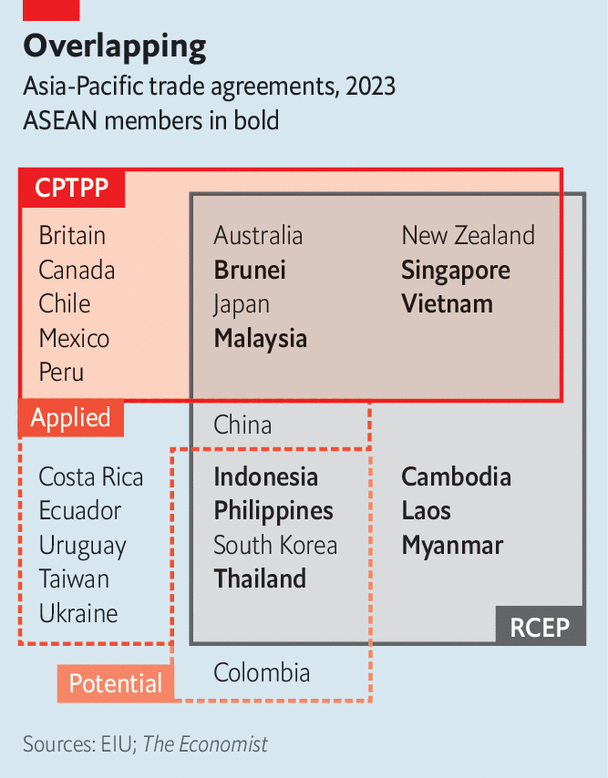 Overlapping
Asia-Pacific trade agreements, 2023
ASEAN members in bold
CPTPP
Britain
Canada
Chile
Mexico
Peru
Australia
Brunei
Japan
Malaysia
New Zealand
Singapore
Vietnam
Applied
China
Costa Rica
Ecuador
Uruguay
Taiwan
Ukraine
Indonesia
Philippines
South Korea
Thailand
Cambodia
Laos
Myanmar
RCEP
Potential
Colombia
Sources: EIU; The Economist